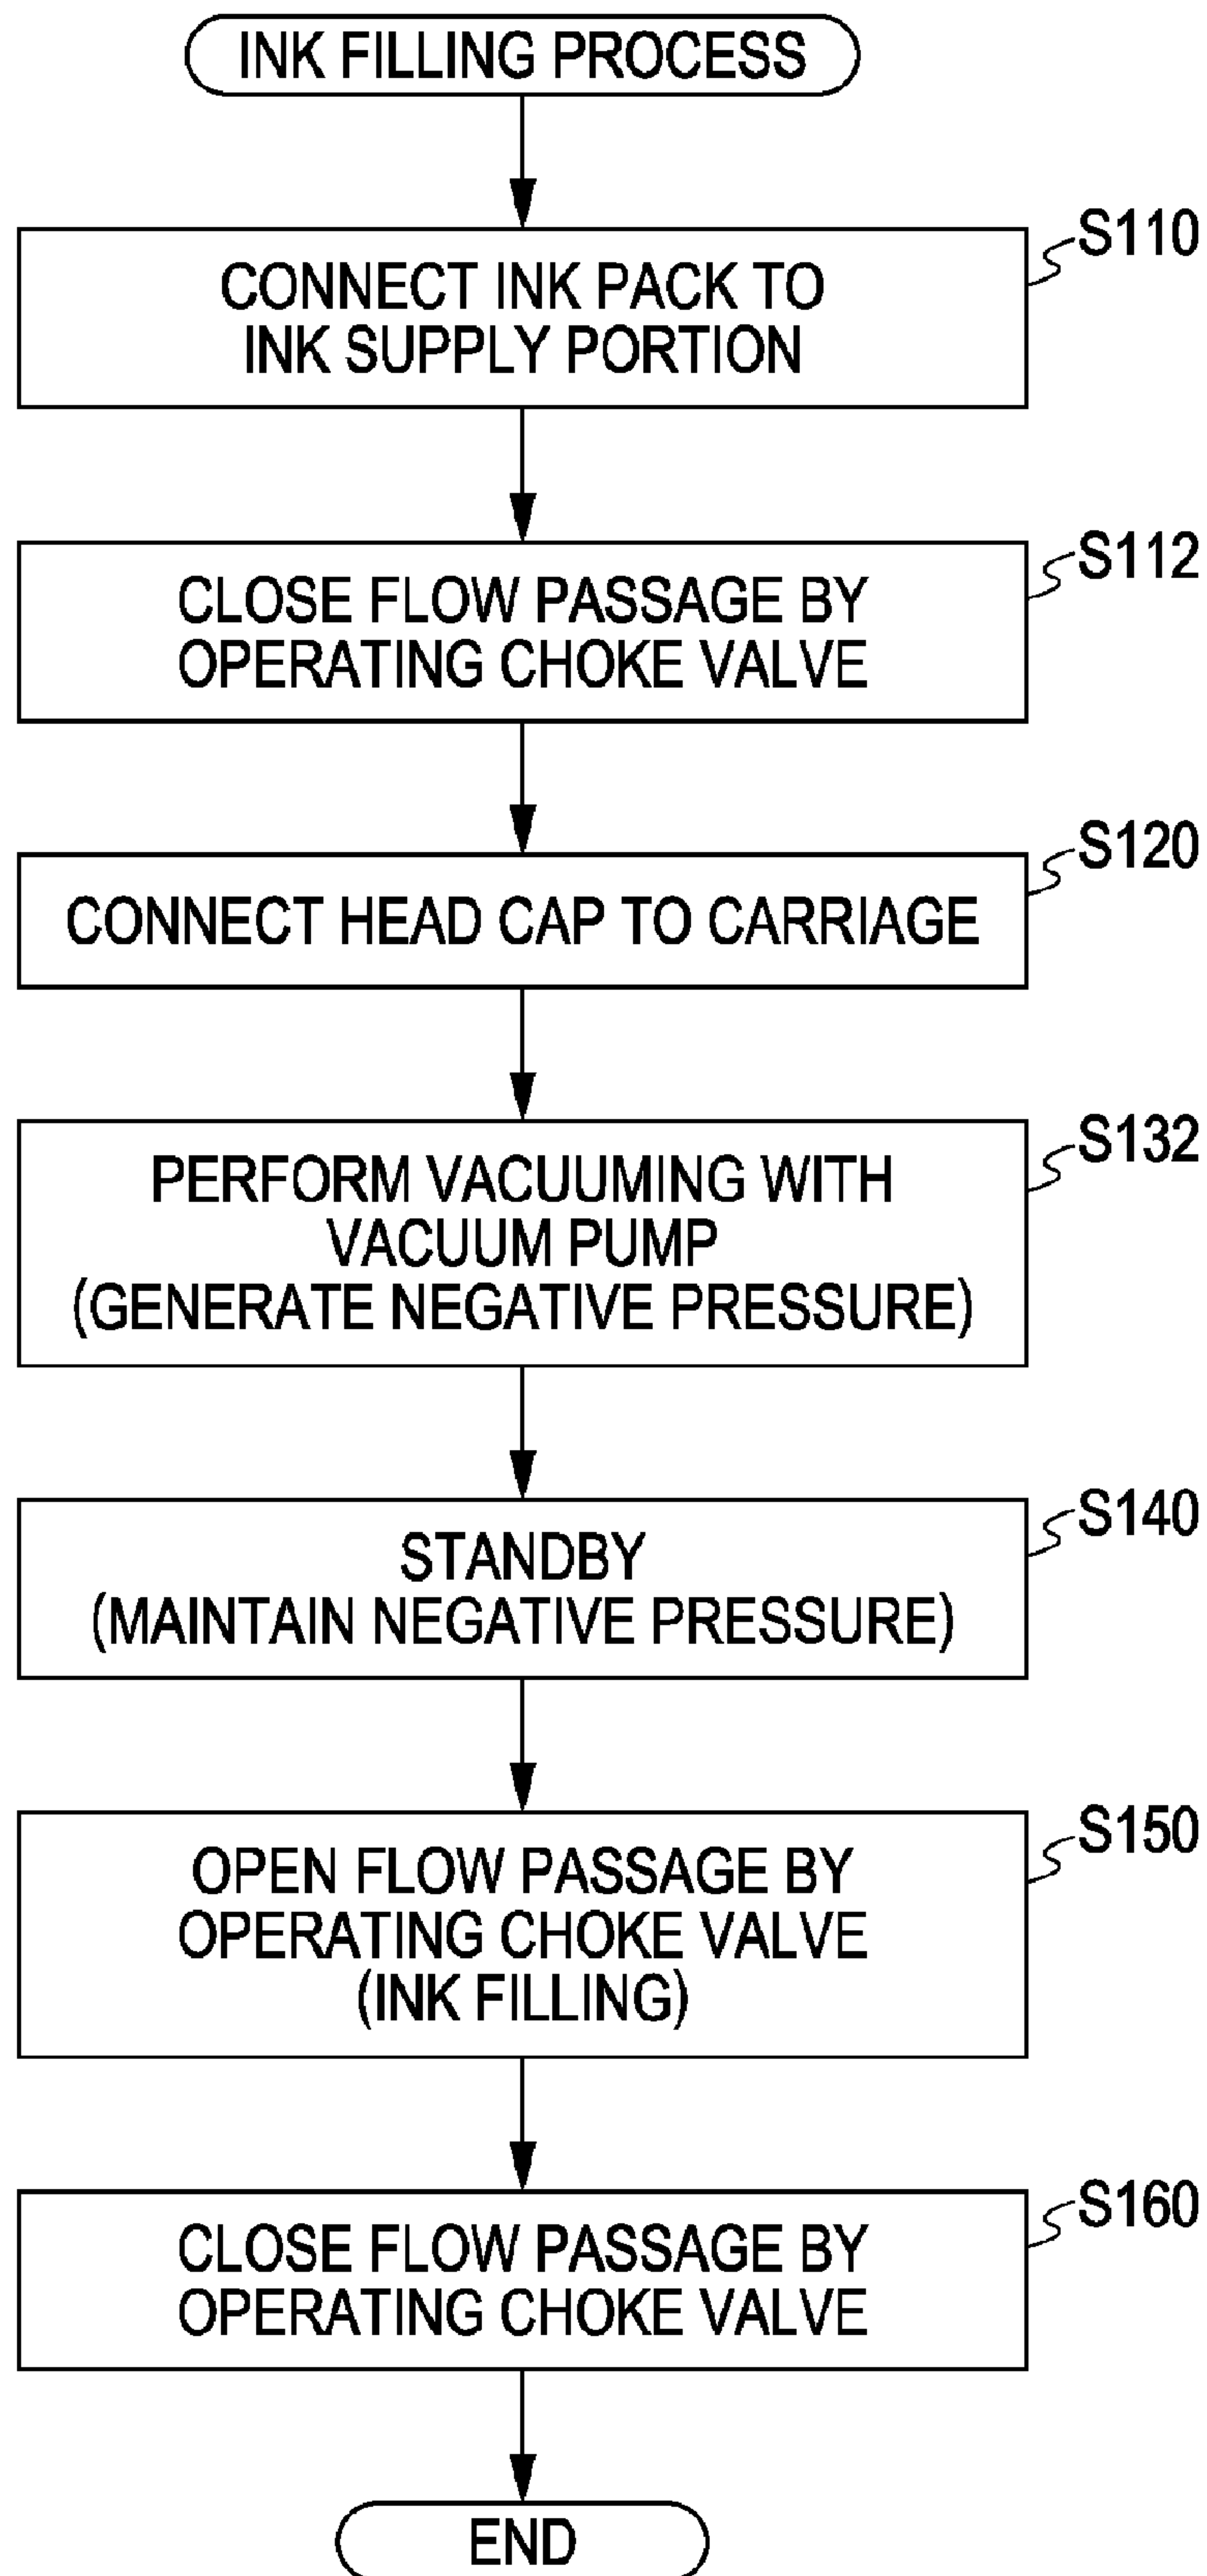 INK FILLING PROCESS
S110
CONNECT INK PACK TO
INK SUPPLY PORTION
S112
CLOSE FLOW PASSAGE BY
OPERATING CHOKE VALVE
S120
CONNECT HEAD CAP TO CARRIAGE
S132
PERFORM VACUUMING WITH
VACUUM PUMP
(GENERATE NEGATIVE PRESSURE)
S140
STANDBY
(MAINTAIN NEGATIVE PRESSURE)
S150
OPEN FLOW PASSAGE BY
OPERATING CHOKE VALVE
(INK FILLING)
S160
CLOSE FLOW PASSAGE BY
OPERATING CHOKE VALVE
END